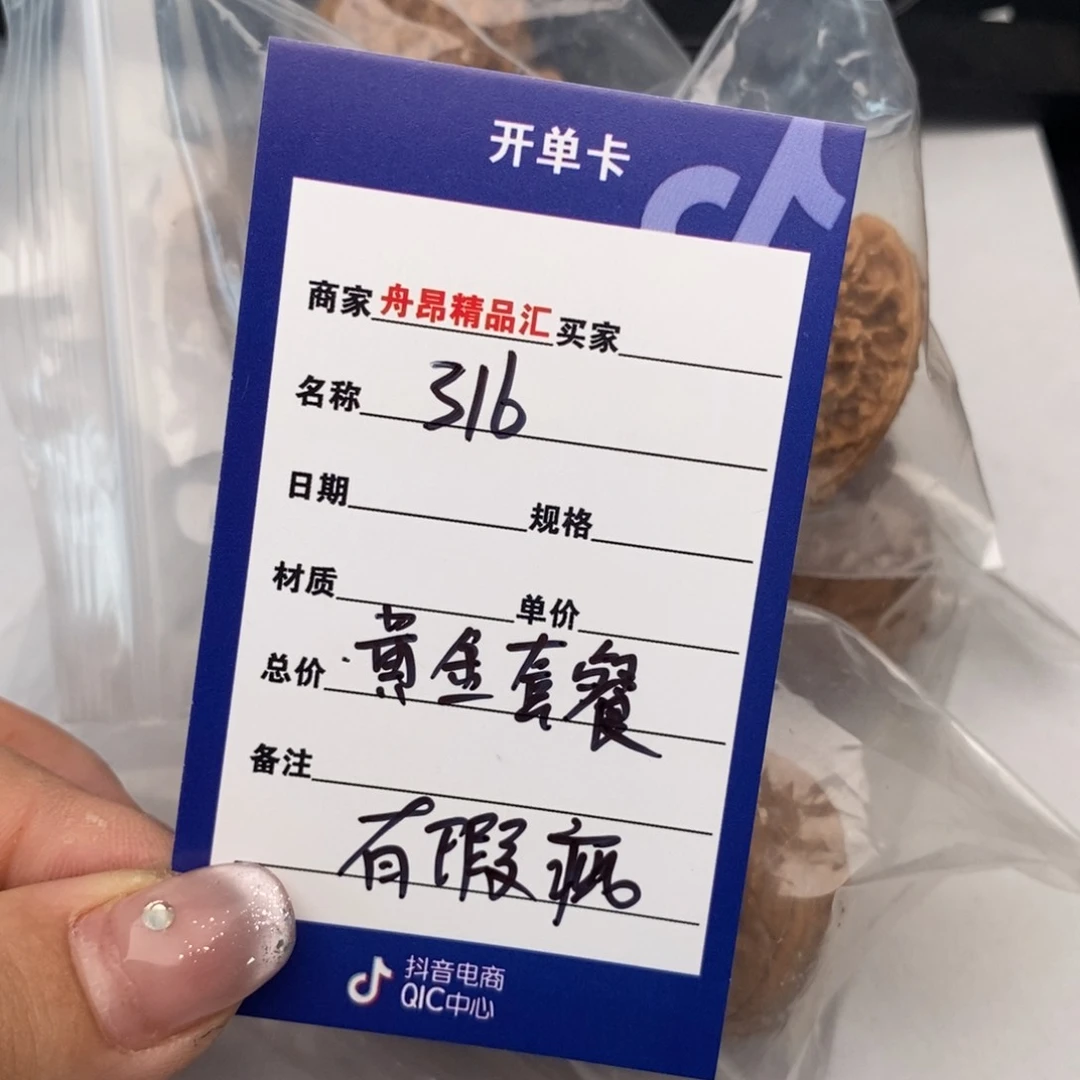 开单卡
商家 舟昂精品汇 买家
名称 316
日期 规格
材质 单价
总价 黄金套餐
备注
有瑕疵
抖音电商
QIC中心